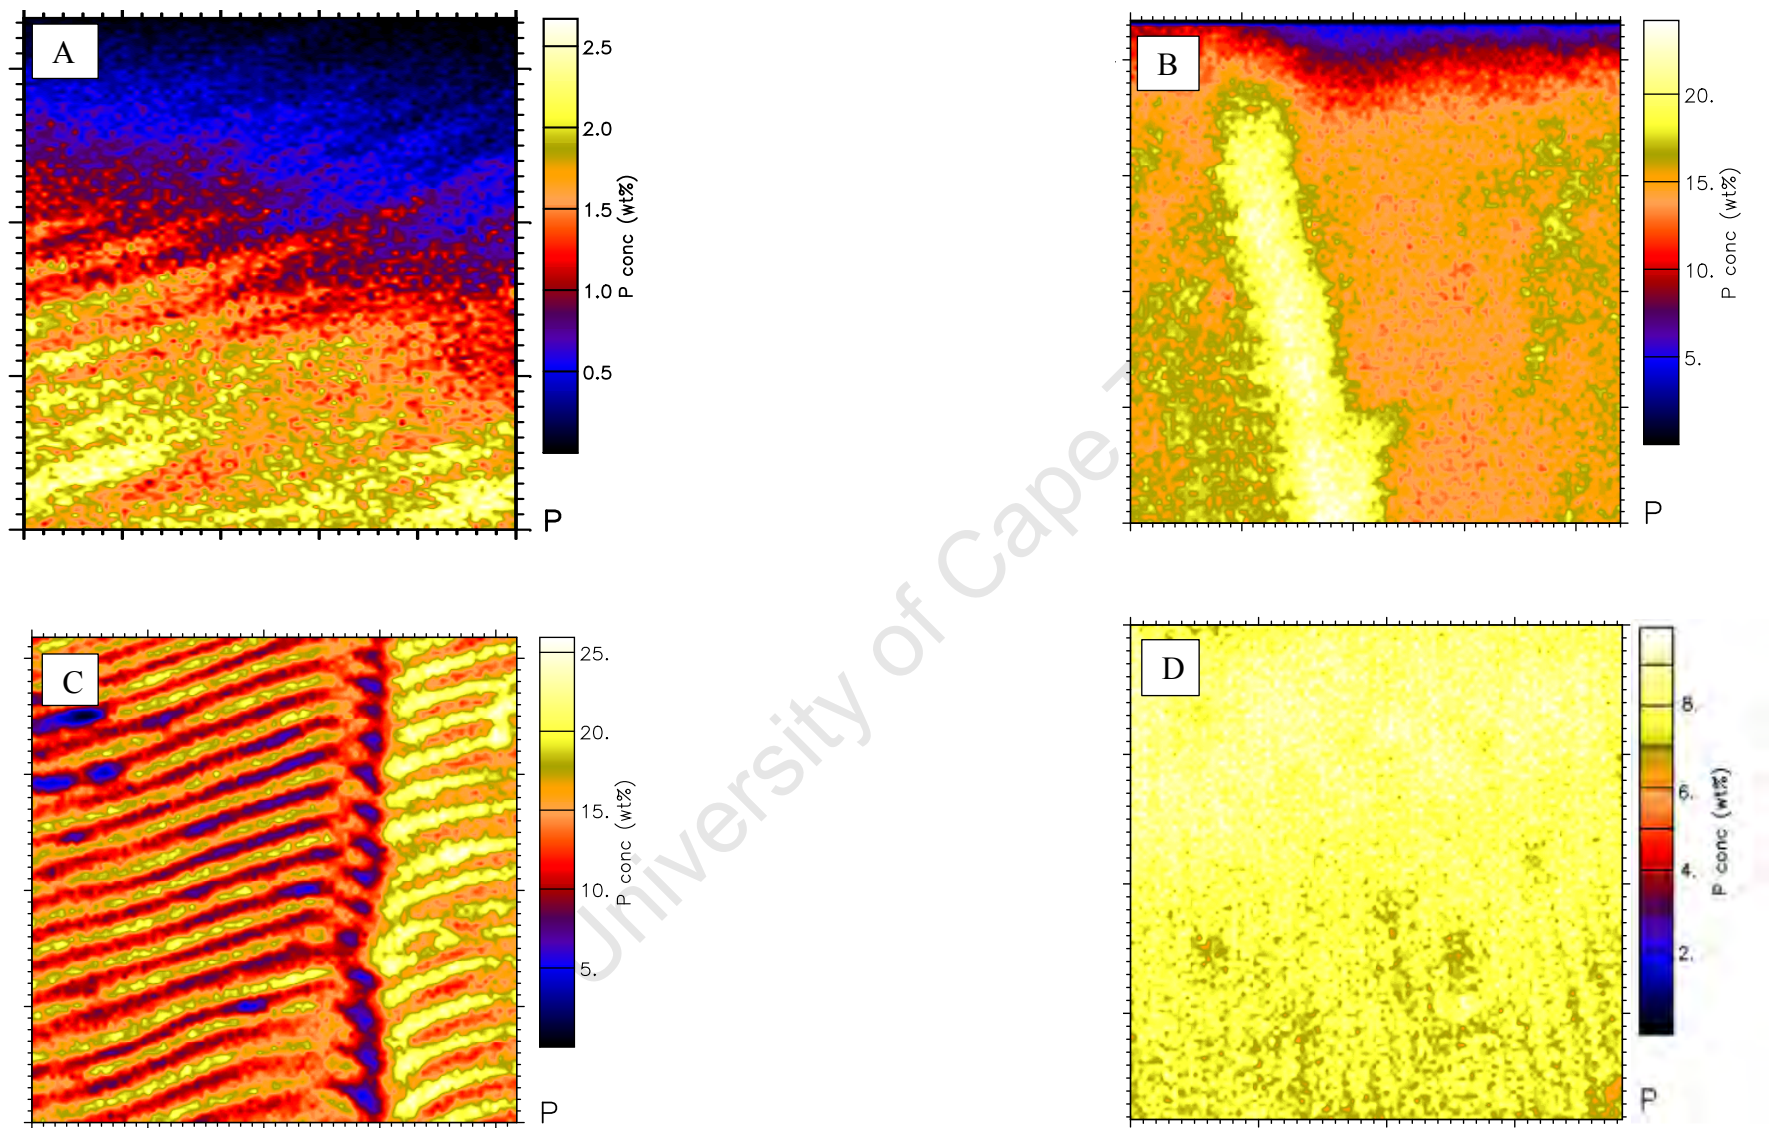 A
2.5
2.0
1.5
1.0
0.5
P conc (wt%)
P
B
20.
15.
10.
5.
P conc (wt%)
P
C
25.
20.
15.
10.
5.
P conc (wt%)
P
D
8.
6.
4.
2.
P conc (wt%)
P
University of Cape